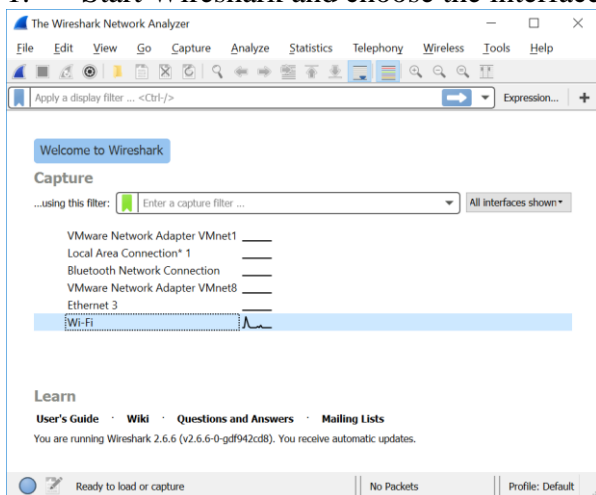 1. Start Wireshark and choose the interface
The Wireshark Network Analyzer
File Edit View Go Capture Analyze Statistics Telephony Wireless Tools Help
Apply a display filter ... <Ctrl-/> Expression... +
Welcome to Wireshark
Capture
...using this filter: Enter a capture filter ... All interfaces shown
VMware Network Adapter VMnet1
Local Area Connection* 1
Bluetooth Network Connection
VMware Network Adapter VMnet8
Ethernet 3
Wi-Fi
Learn
User's Guide · Wiki · Questions and Answers · Mailing Lists
You are running Wireshark 2.6.6 (v2.6.6-0-gdf942cd8). You receive automatic updates.
Ready to load or capture No Packets Profile: Default